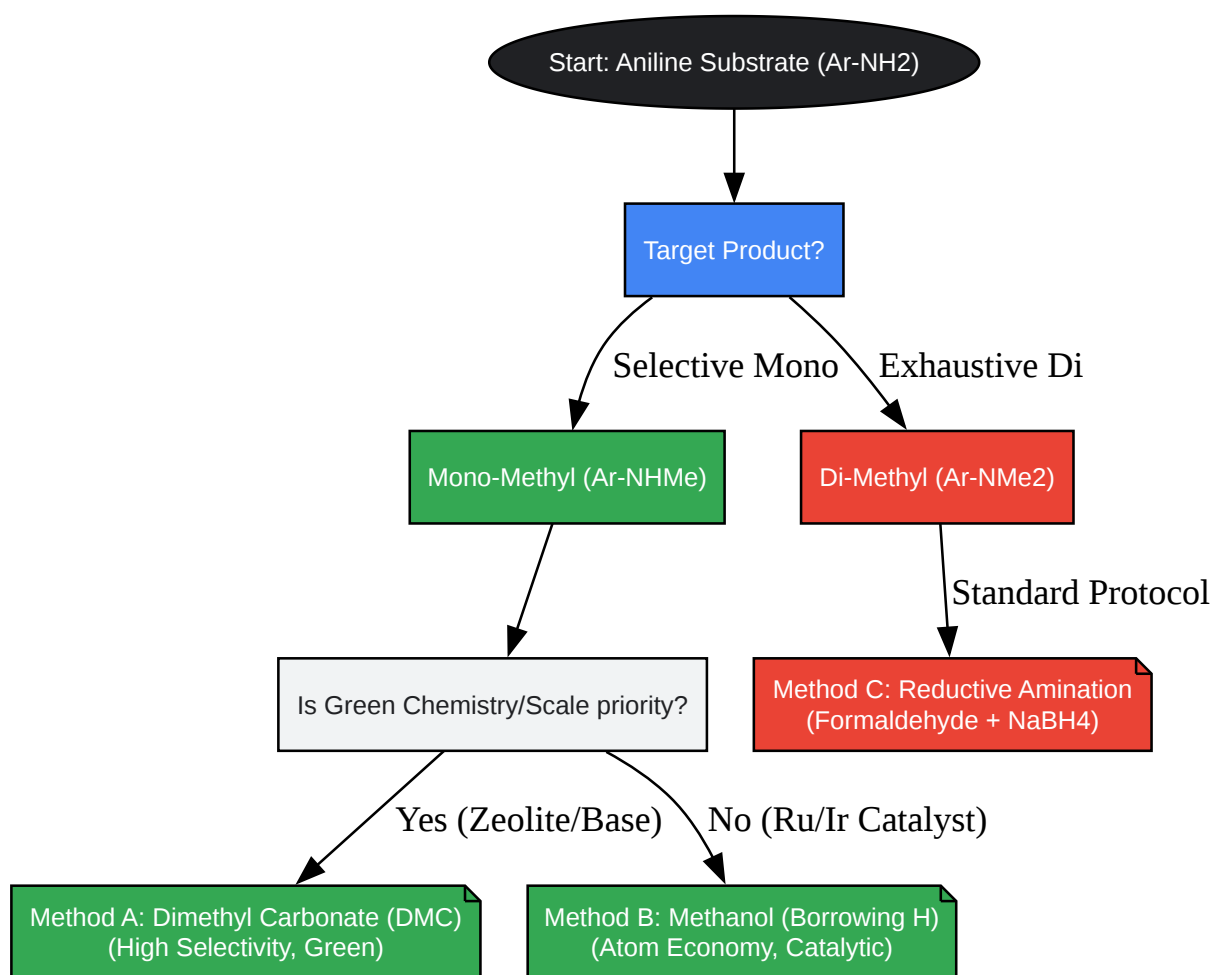 Start: Aniline Substrate (Ar-NH2)
Target Product?
Selective Mono
Exhaustive Di
Mono-Methyl (Ar-NHMe)
Di-Methyl (Ar-NMe2)
Standard Protocol
Is Green Chemistry/Scale priority?
Method C: Reductive Amination
(Formaldehyde + NaBH4)
Yes (Zeolite/Base)
No (Ru/Ir Catalyst)
Method A: Dimethyl Carbonate (DMC)
(High Selectivity, Green)
Method B: Methanol (Borrowing H)
(Atom Economy, Catalytic)